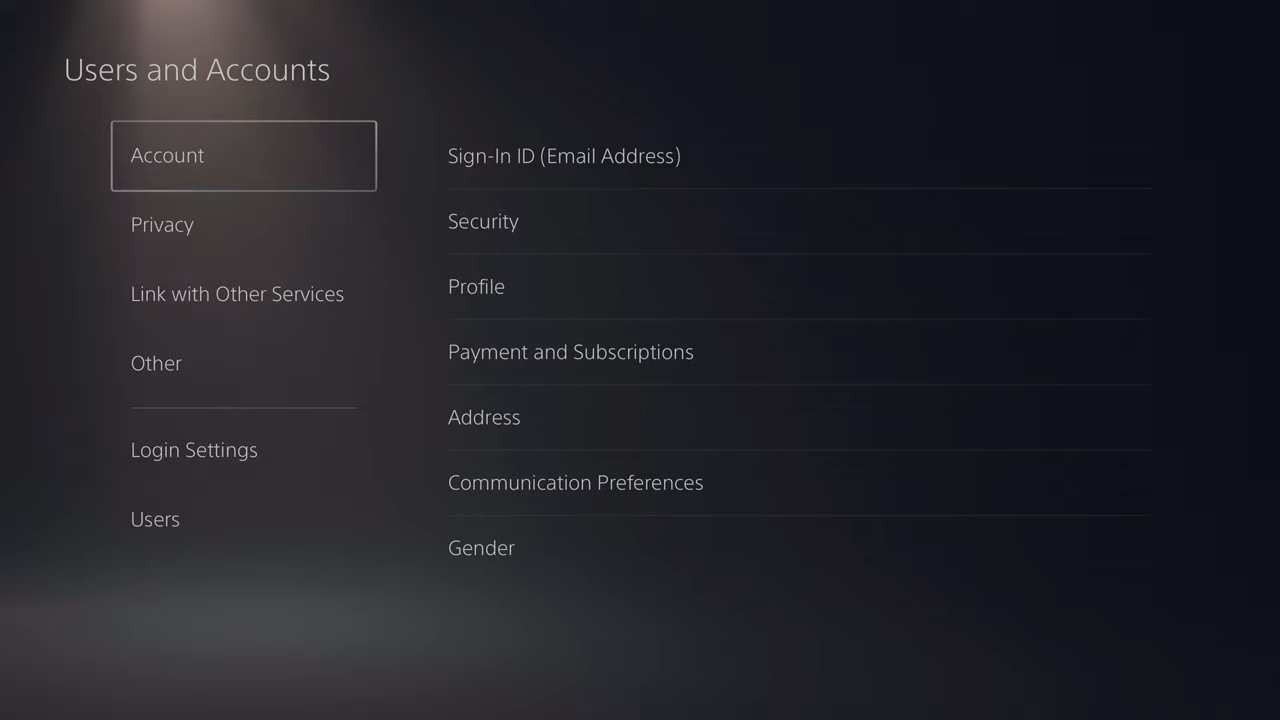 Users and Accounts
Account
Privacy
Link with Other Services
Other
Login Settings
Users
Sign-In ID (Email Address)
Security
Profile
Payment and Subscriptions
Address
Communication Preferences
Gender